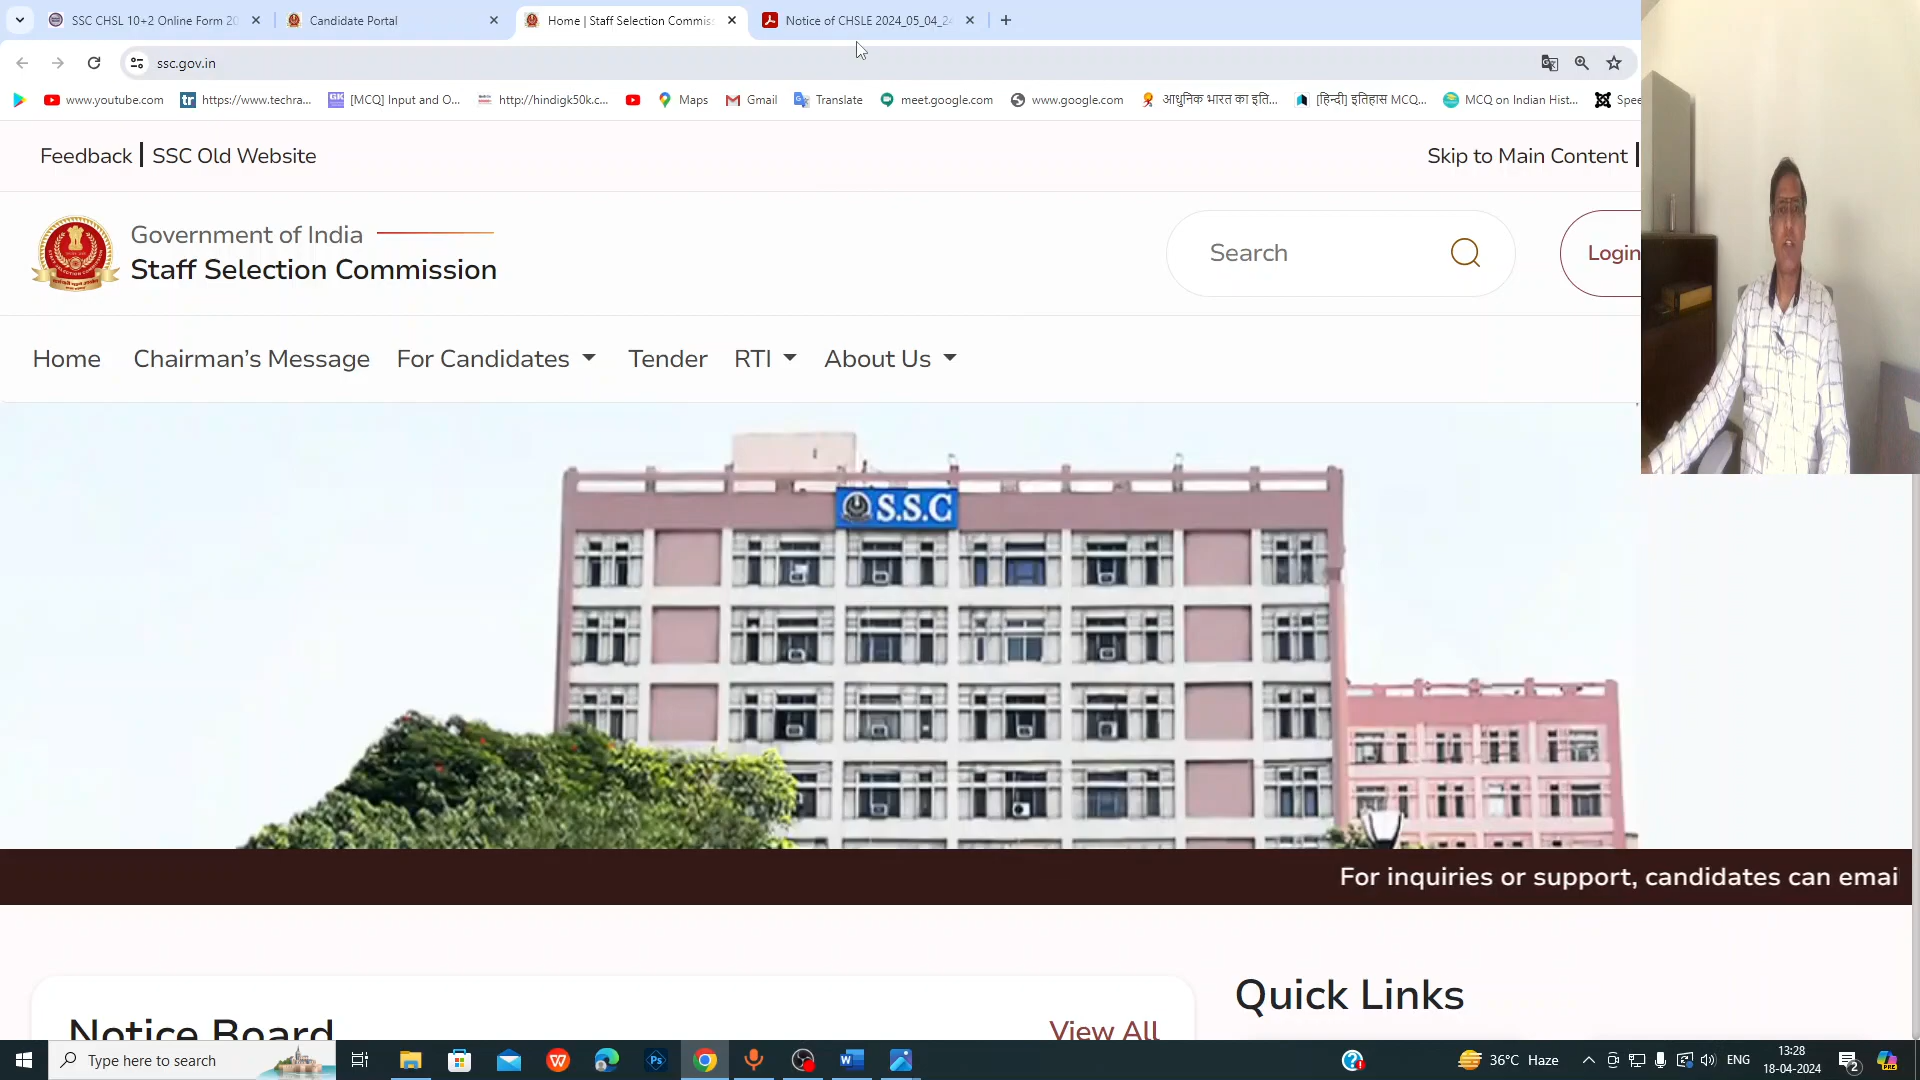 SSC CHSL 10+2 Online Form 20
Candidate Portal
Home | Staff Selection Commiss
Notice of CHSLE 2024_05_04_24
ssc.gov.in
www.youtube.com
https://www.techra...
[MCQ] Input and O...
http://hindigk50k.c...
Maps
Gmail
Translate
meet.google.com
www.google.com
आधुनिक भारत का इति...
[हिन्दी] इतिहास MCQ...
MCQ on Indian Hist...
Spee
Feedback | SSC Old Website
Skip to Main Content |
Government of India
Staff Selection Commission
Search
Login
Home
Chairman's Message
For Candidates
Tender
RTI
About Us
S.S.C
For inquiries or support, candidates can emai
Notice Board
View All
Quick Links
Type here to search
36°C Haze
ENG
13:28
18-04-2024
2